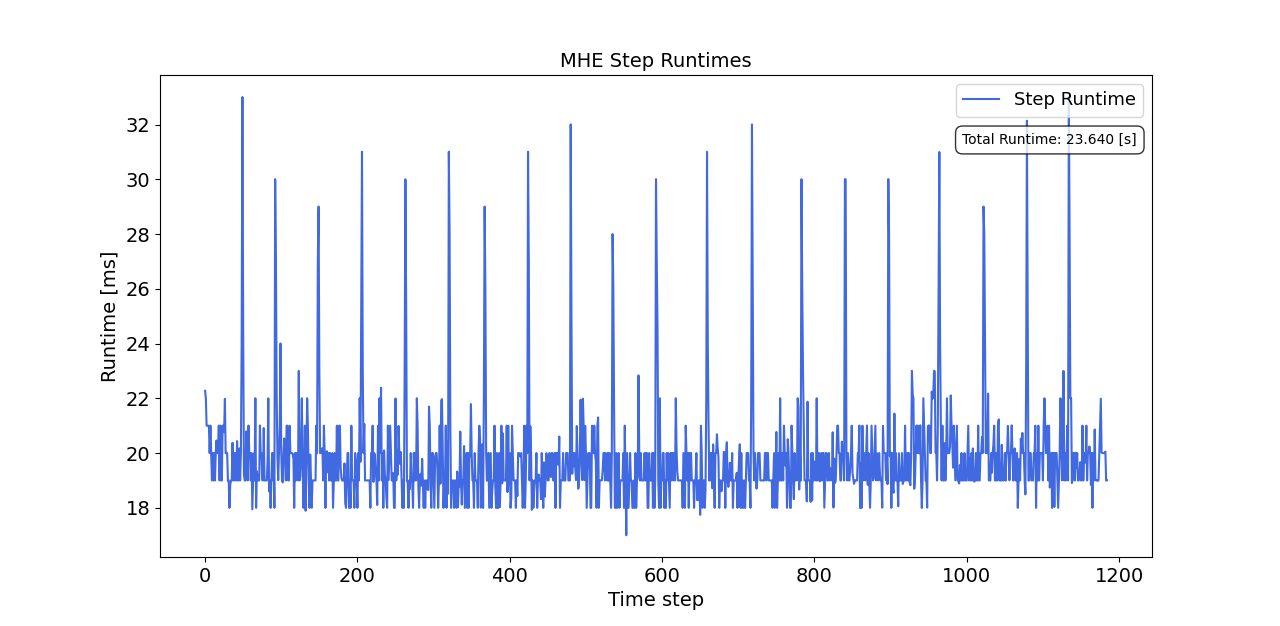 MHE Step Runtimes
Step Runtime
Total Runtime: 23.640 [s]
Runtime [ms]
32
30
28
26
24
22
20
18
0 200 400 600 800 1000 1200
Time step